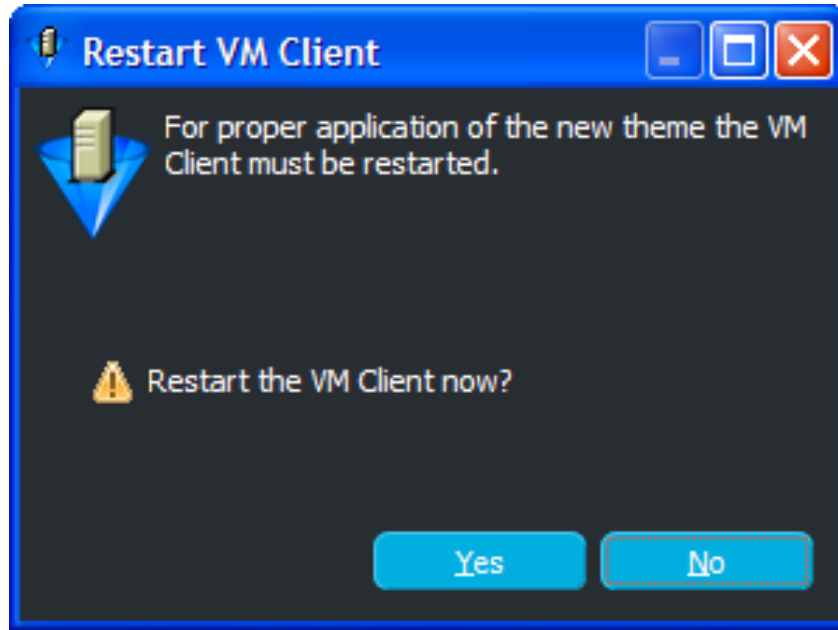 Restart VM Client
For proper application of the new theme the VM
Client must be restarted.
Restart the VM Client now?
Yes
No